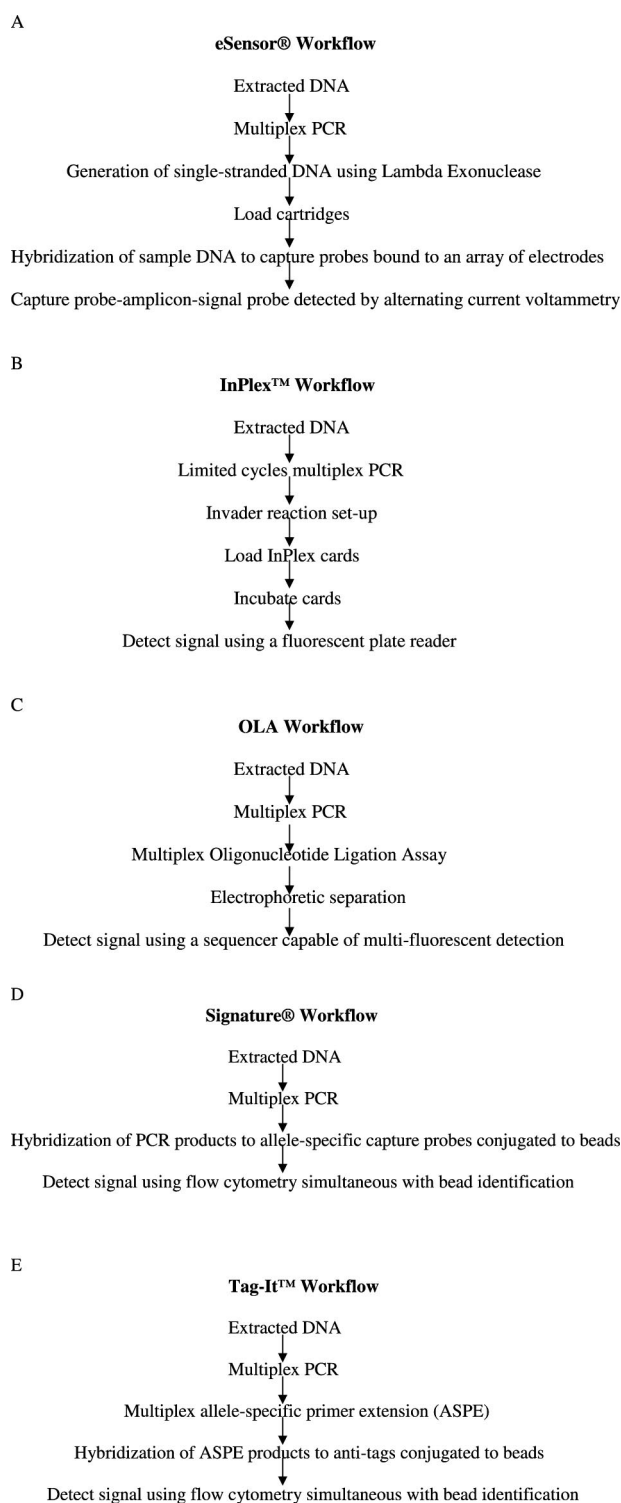 A
eSensor® Workflow
Extracted DNA
Multiplex PCR
Generation of single-stranded DNA using Lambda Exonuclease
Load cartridges
Hybridization of sample DNA to capture probes bound to an array of electrodes
Capture probe-amplicon-signal probe detected by alternating current voltammetry
B
InPlex™ Workflow
Extracted DNA
Limited cycles multiplex PCR
Invader reaction set-up
Load InPlex cards
Incubate cards
Detect signal using a fluorescent plate reader
C
OLA Workflow
Extracted DNA
Multiplex PCR
Multiplex Oligonucleotide Ligation Assay
Electrophoretic separation
Detect signal using a sequencer capable of multi-fluorescent detection
D
Signature® Workflow
Extracted DNA
Multiplex PCR
Hybridization of PCR products to allele-specific capture probes conjugated to beads
Detect signal using flow cytometry simultaneous with bead identification
E
Tag-It™ Workflow
Extracted DNA
Multiplex PCR
Multiplex allele-specific primer extension (ASPE)
Hybridization of ASPE products to anti-tags conjugated to beads
Detect signal using flow cytometry simultaneous with bead identification